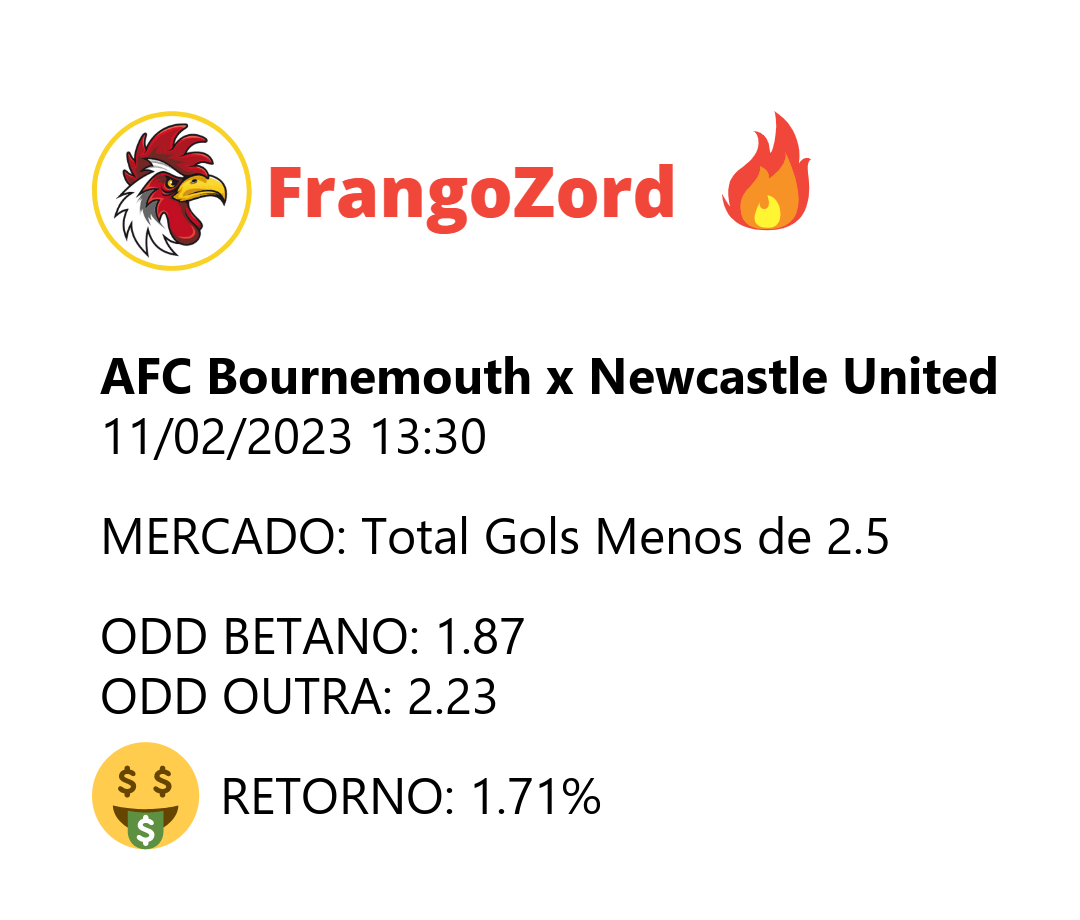 FrangoZord
AFC Bournemouth x Newcastle United
11/02/2023 13:30
MERCADO: Total Gols Menos de 2.5
ODD BETANO: 1.87
ODD OUTRA: 2.23
RETORNO: 1.71%